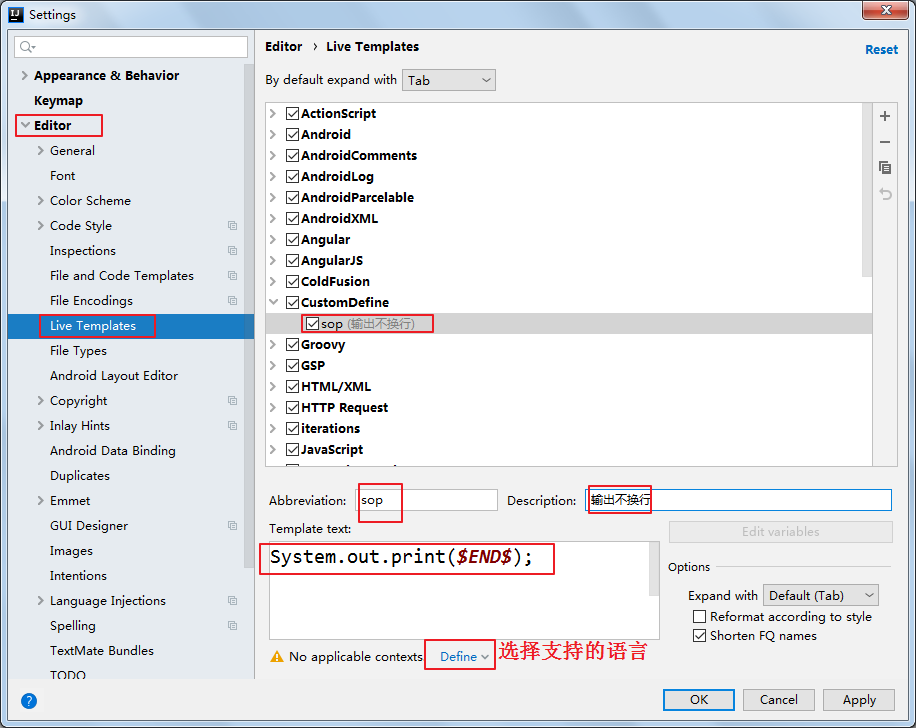 Settings
Appearance & Behavior
Keymap
Editor
General
Font
Color Scheme
Code Style
Inspections
File and Code Templates
File Encodings
Live Templates
File Types
Android Layout Editor
Copyright
Inlay Hints
Android Data Binding
Duplicates
Emmet
GUI Designer
Images
Intentions
Language Injections
Spelling
TextMate Bundles
TODO
Editor › Live Templates
Reset
By default expand with Tab
ActionScript
Android
AndroidComments
AndroidLog
AndroidParcelable
AndroidXML
Angular
AngularJS
ColdFusion
CustomDefine
sop (输出不换行)
Groovy
GSP
HTML/XML
HTTP Request
iterations
JavaScript
Abbreviation: sop Description: 输出不换行
Template text:
System.out.print($END$);
Edit variables
Options
Expand with Default (Tab)
Reformat according to style
Shorten FQ names
No applicable contexts Define 选择支持的语言
? OK Cancel Apply